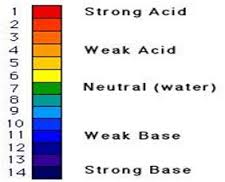 1 Strong Acid
2
3
4 Weak Acid
5
6
7 Neutral (water)
8
9
10
11 Weak Base
12
13
14 Strong Base